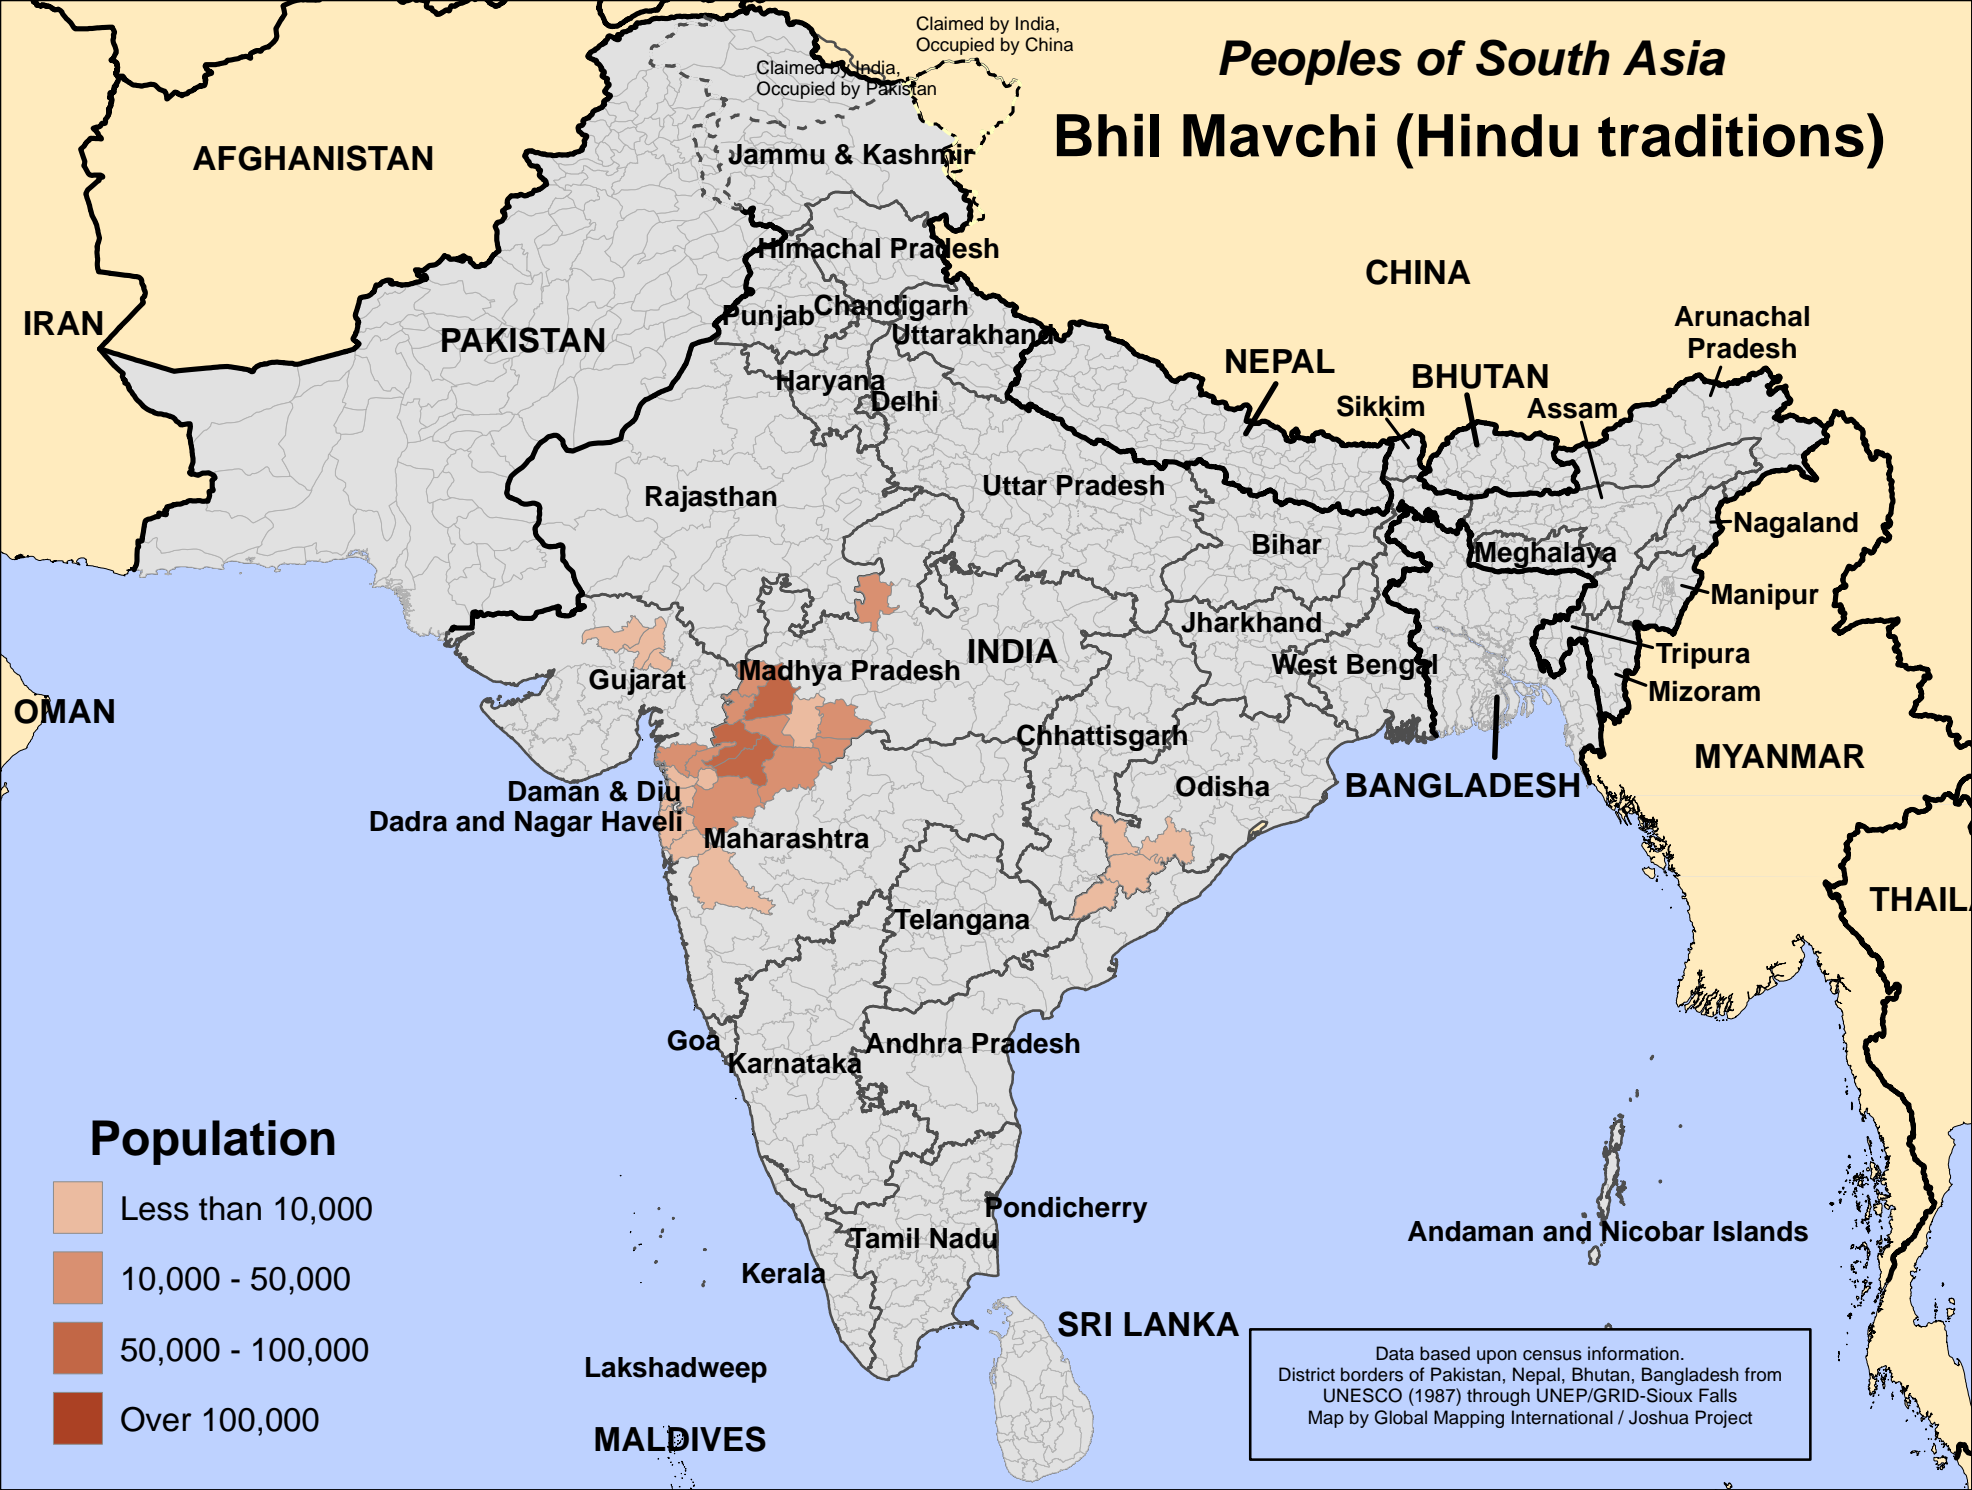 Claimed by India,
Occupied by China
Peoples of South Asia
Claimed by India,
Occupied by Pakistan
Bhil Mavchi (Hindu traditions)
AFGHANISTAN
Jammu & Kashmir
Himachal Pradesh
CHINA
IRAN
PAKISTAN
Punjab
Chandigarh
Uttarakhand
Arunachal
Pradesh
NEPAL
BHUTAN
Haryana
Delhi
Sikkim
Assam
Rajasthan
Uttar Pradesh
Nagaland
Bihar
Meghalaya
Manipur
Jharkhand
INDIA
Tripura
West Bengal
Madhya Pradesh
Gujarat
Mizoram
OMAN
Chhattisgarh
MYANMAR
Odisha
BANGLADESH
Daman & Diu
Dadra and Nagar Haveli
Maharashtra
THAILA
Telangana
Goa
Andhra Pradesh
Karnataka
Population
Less than 10,000
10,000 - 50,000
50,000 - 100,000
Over 100,000
Pondicherry
Tamil Nadu
Andaman and Nicobar Islands
Kerala
SRI LANKA
Lakshadweep
MALDIVES
Data based upon census information.
District borders of Pakistan, Nepal, Bhutan, Bangladesh from
UNESCO (1987) through UNEP/GRID-Sioux Falls
Map by Global Mapping International / Joshua Project